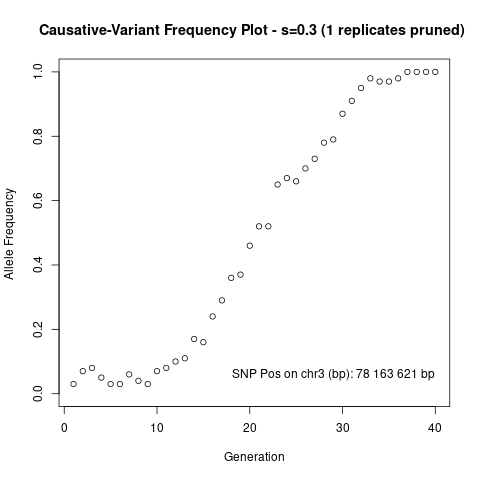 Causative-Variant Frequency Plot - s=0.3 (1 replicates pruned)
Allele Frequency
1.0
0.8
0.6
0.4
0.2
0.0
SNP Pos on chr3 (bp): 78 163 621 bp
0 10 20 30 40
Generation